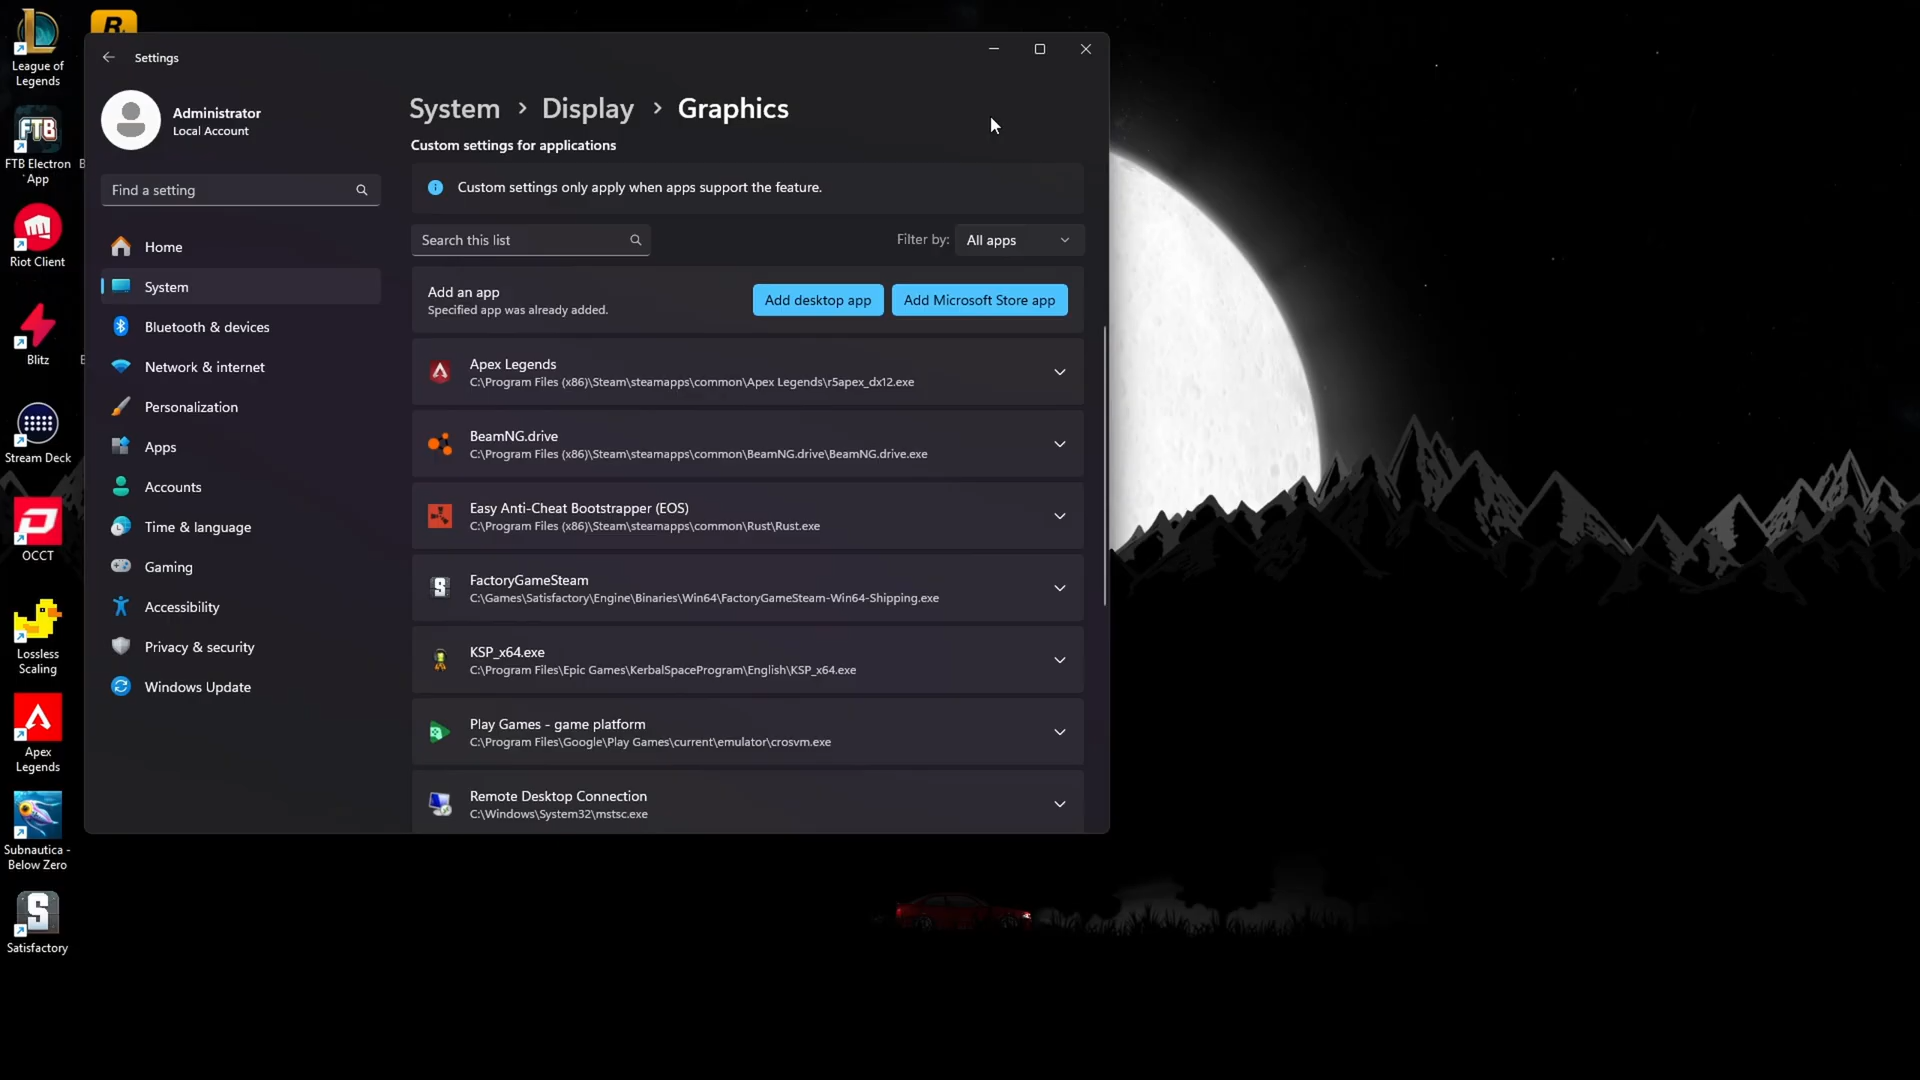 Settings
Administrator
Local Account
Find a setting
Home
System
Bluetooth & devices
Network & internet
Personalization
Apps
Accounts
Time & language
Gaming
Accessibility
Privacy & security
Windows Update
System > Display > Graphics
Custom settings for applications
Custom settings only apply when apps support the feature.
Search this list
Filter by: All apps
Add an app
Specified app was already added.
Add desktop app
Add Microsoft Store app
Apex Legends
C:\Program Files (x86)\Steam\steamapps\common\Apex Legends\r5apex_dx12.exe
BeamNG.drive
C:\Program Files (x86)\Steam\steamapps\common\BeamNG.drive\BeamNG.drive.exe
Easy Anti-Cheat Bootstrapper (EOS)
C:\Program Files (x86)\Steam\steamapps\common\Rust\Rust.exe
FactoryGameSteam
C:\Games\Satisfactory\Engine\Binaries\Win64\FactoryGameSteam-Win64-Shipping.exe
KSP_x64.exe
C:\Program Files\Epic Games\KerbalSpaceProgram\English\KSP_x64.exe
Play Games - game platform
C:\Program Files\Google\Play Games\current\emulator\crosvm.exe
Remote Desktop Connection
C:\Windows\System32\mstsc.exe
League of
Legends
FTB
FTB Electron
App
Riot Client
Blitz
Stream Deck
OCCT
Lossless
Scaling
Apex
Legends
Subnautica -
Below Zero
Satisfactory